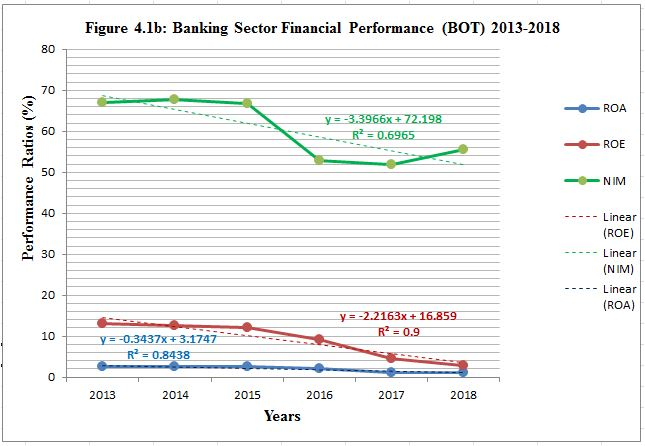 Figure 4.1b: Banking Sector Financial Performance (BOT) 2013-2018
Performance Ratios (%)
80
70
60
50
40
30
20
10
0
y = -3.3966x + 72.198
R² = 0.6965
y = -2.2163x + 16.859
R² = 0.9
y = -0.3437x + 3.1747
R² = 0.8438
2013 2014 2015 2016 2017 2018
Years
ROA
ROE
NIM
Linear
(ROE)
Linear
(NIM)
Linear
(ROA)